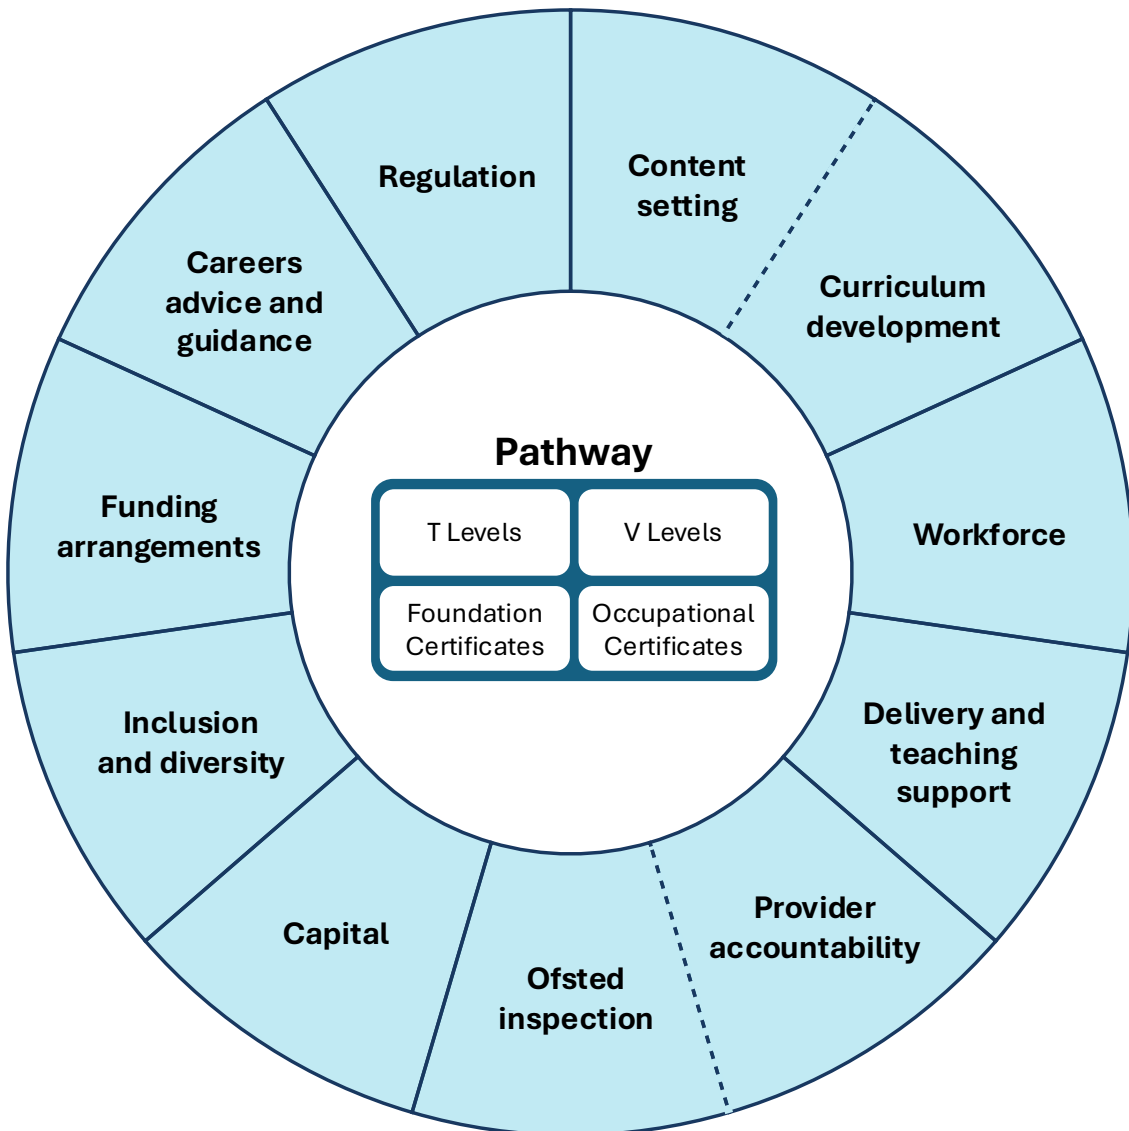 Regulation
Content
setting
Curriculum
development
Workforce
Delivery and
teaching
support
Provider
accountability
Ofsted
inspection
Capital
Inclusion
and diversity
Funding
arrangements
Careers
advice and
guidance
Pathway
T Levels
V Levels
Foundation
Certificates
Occupational
Certificates